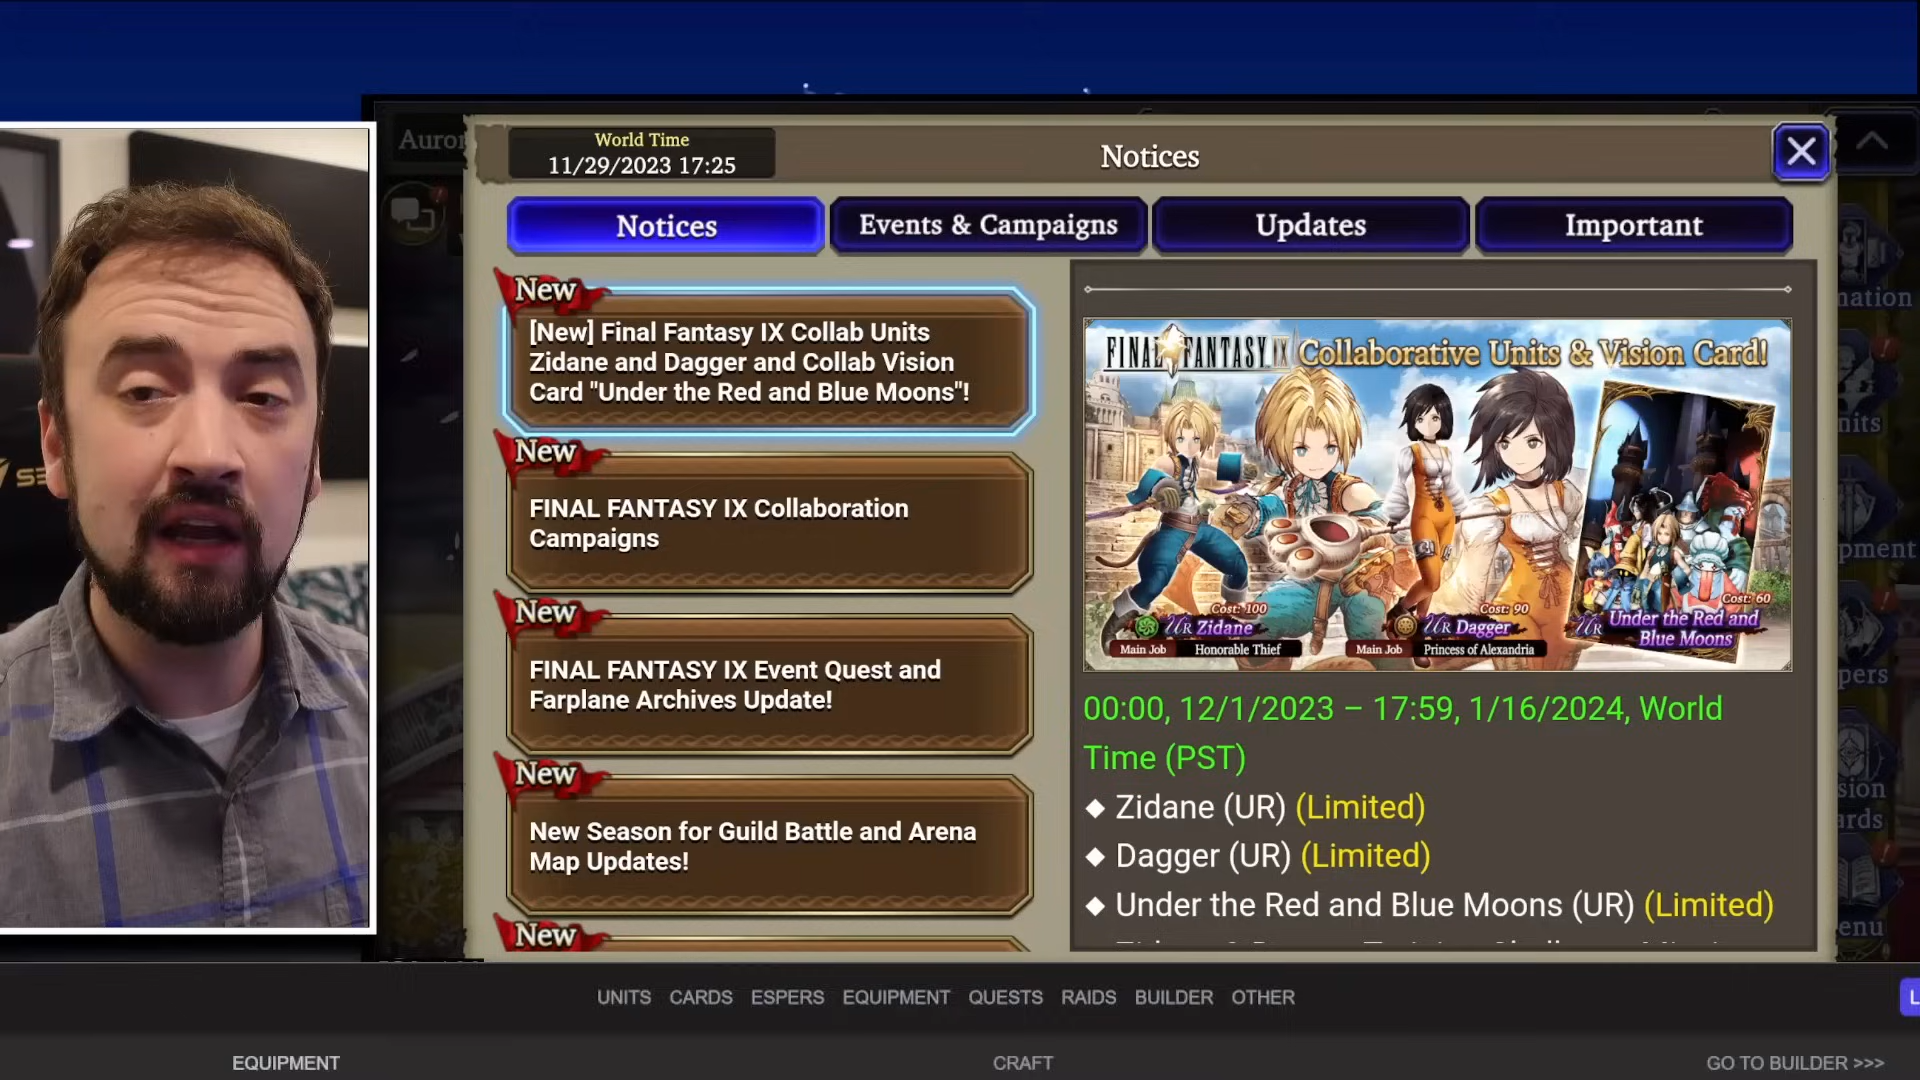 World Time
11/29/2023 17:25
Notices
Notices
Events & Campaigns
Updates
Important
New
[New] Final Fantasy IX Collab Units
Zidane and Dagger and Collab Vision
Card "Under the Red and Blue Moons"!
New
FINAL FANTASY IX Collaboration
Campaigns
New
FINAL FANTASY IX Event Quest and
Farplane Archives Update!
New
New Season for Guild Battle and Arena
Map Updates!
New
FINAL FANTASY IX Collaborative Units & Vision Card!
Cost: 100
UR Zidane
Main Job Honorable Thief
Cost: 90
UR Dagger
Main Job Princess of Alexandria
Cost: 60
UR Under the Red and
Blue Moons
00:00, 12/1/2023 – 17:59, 1/16/2024, World
Time (PST)
◆ Zidane (UR) (Limited)
◆ Dagger (UR) (Limited)
◆ Under the Red and Blue Moons (UR) (Limited)
UNITS CARDS ESPERS EQUIPMENT QUESTS RAIDS BUILDER OTHER
EQUIPMENT
CRAFT
GO TO BUILDER >>>